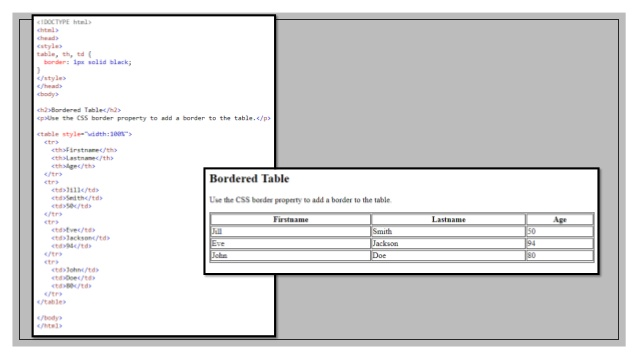 <!DOCTYPE html>
<html>
<head>
<style>
table, th, td {
  border: 1px solid black;
}
</style>
</head>
<body>

<h2>Bordered Table</h2>
<p>Use the CSS border property to add a border to the table.</p>

<table style="width:100%">
  <tr>
    <th>Firstname</th>
    <th>Lastname</th>
    <th>Age</th>
  </tr>
  <tr>
    <td>Jill</td>
    <td>Smith</td>
    <td>50</td>
  </tr>
  <tr>
    <td>Eve</td>
    <td>Jackson</td>
    <td>94</td>
  </tr>
  <tr>
    <td>John</td>
    <td>Doe</td>
    <td>80</td>
  </tr>
</table>

</body>
</html>
Bordered Table
Use the CSS border property to add a border to the table.
Firstname Lastname Age
Jill Smith 50
Eve Jackson 94
John Doe 80